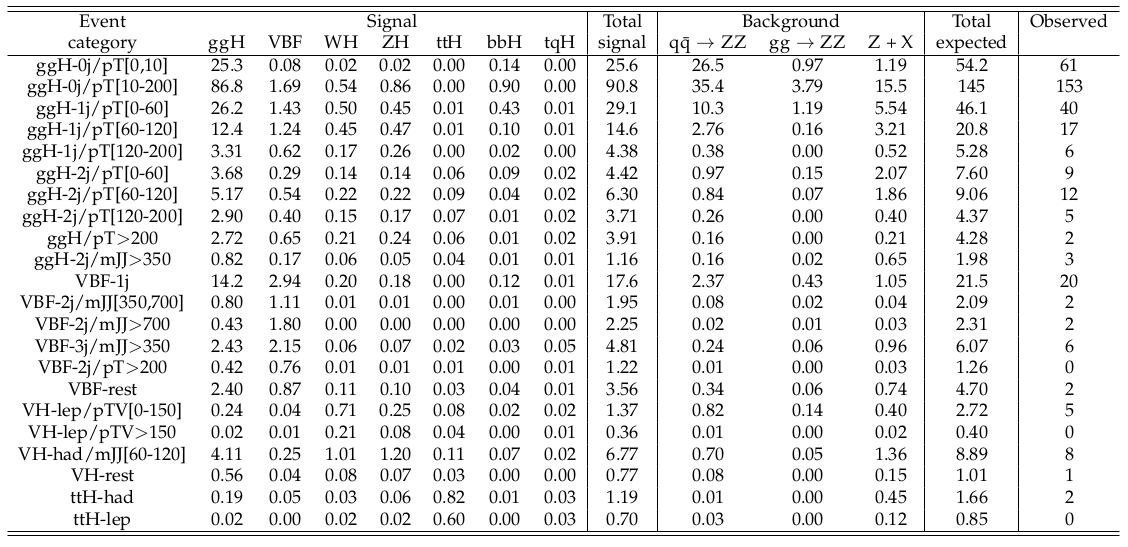 Event Signal Total Background Total Observed
category ggH VBF WH ZH ttH bbH tqH signal qq̄ → ZZ gg → ZZ Z + X expected
ggH-0j/pT[0,10] 25.3 0.08 0.02 0.02 0.00 0.14 0.00 25.6 26.5 0.97 1.19 54.2 61
ggH-0j/pT[10-200] 86.8 1.69 0.54 0.86 0.00 0.90 0.00 90.8 35.4 3.79 15.5 145 153
ggH-1j/pT[0-60] 26.2 1.43 0.50 0.45 0.01 0.43 0.01 29.1 10.3 1.19 5.54 46.1 40
ggH-1j/pT[60-120] 12.4 1.24 0.45 0.47 0.01 0.10 0.01 14.6 2.76 0.16 3.21 20.8 17
ggH-1j/pT[120-200] 3.31 0.62 0.17 0.26 0.00 0.02 0.00 4.38 0.38 0.00 0.52 5.28 6
ggH-2j/pT[0-60] 3.68 0.29 0.14 0.14 0.06 0.09 0.02 4.42 0.97 0.15 2.07 7.60 9
ggH-2j/pT[60-120] 5.17 0.54 0.22 0.22 0.09 0.04 0.02 6.30 0.84 0.07 1.86 9.06 12
ggH-2j/pT[120-200] 2.90 0.40 0.15 0.17 0.07 0.01 0.02 3.71 0.26 0.00 0.40 4.37 5
ggH/pT>200 2.72 0.65 0.21 0.24 0.06 0.01 0.02 3.91 0.16 0.00 0.21 4.28 2
ggH-2j/mJJ>350 0.82 0.17 0.06 0.05 0.04 0.01 0.01 1.16 0.16 0.02 0.65 1.98 3
VBF-1j 14.2 2.94 0.20 0.18 0.00 0.12 0.01 17.6 2.37 0.43 1.05 21.5 20
VBF-2j/mJJ[350,700] 0.80 1.11 0.01 0.01 0.00 0.01 0.00 1.95 0.08 0.02 0.04 2.09 2
VBF-2j/mJJ>700 0.43 1.80 0.00 0.00 0.00 0.00 0.00 2.25 0.02 0.01 0.03 2.31 2
VBF-3j/mJJ>350 2.43 2.15 0.06 0.07 0.02 0.03 0.05 4.81 0.24 0.06 0.96 6.07 6
VBF-2j/pT>200 0.42 0.76 0.01 0.01 0.01 0.00 0.01 1.22 0.01 0.00 0.03 1.26 0
VBF-rest 2.40 0.87 0.11 0.10 0.03 0.04 0.01 3.56 0.34 0.06 0.74 4.70 2
VH-lep/pTV[0-150] 0.24 0.04 0.71 0.25 0.08 0.02 0.02 1.37 0.82 0.14 0.40 2.72 5
VH-lep/pTV>150 0.02 0.01 0.21 0.08 0.04 0.00 0.01 0.36 0.01 0.00 0.02 0.40 0
VH-had/mJJ[60-120] 4.11 0.25 1.01 1.20 0.11 0.07 0.02 6.77 0.70 0.05 1.36 8.89 8
VH-rest 0.56 0.04 0.08 0.07 0.03 0.00 0.00 0.77 0.08 0.00 0.15 1.01 1
ttH-had 0.19 0.05 0.03 0.06 0.82 0.01 0.03 1.19 0.01 0.00 0.45 1.66 2
ttH-lep 0.02 0.00 0.02 0.02 0.60 0.00 0.03 0.70 0.03 0.00 0.12 0.85 0